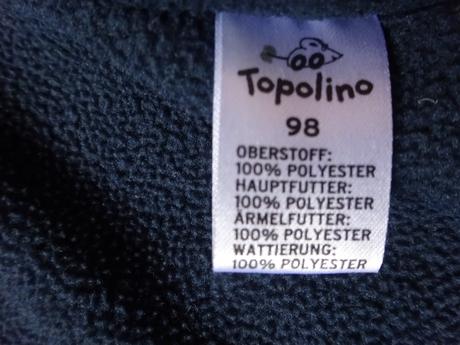 Topolino
98
OBERSTOFF:
100% POLYESTER
HAUPTFUTTER:
100% POLYESTER
ÄRMELFUTTER:
100% POLYESTER
WATTIERUNG:
100% POLYESTER